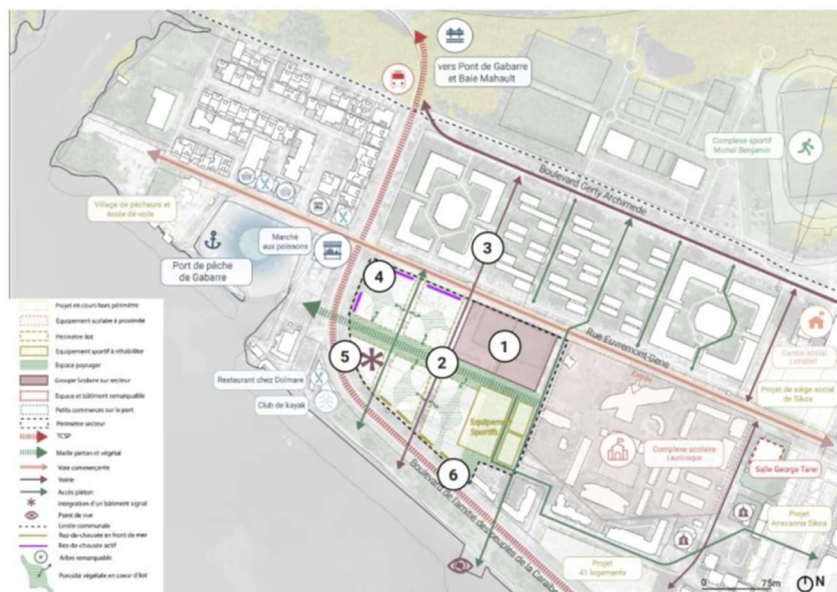 vers Pont de Gabarre
et Baie Mahault
Complexe sportif
Michel Benjamin
Boulevard Gerty Archimede
Village de pêcheurs et
école de voile
Port de pêche
de Gabarre
Marché
aux poissons
3
4
1
2
5
6
Rue Euvremont Gene
Centre social
Projet de siège social
de Sikoa
Restaurant chez Dolmare
Club de kayak
Equipements
Sportifs
Entrée
Complexe scolaire
Lauricisque
Salle George Tarer
Projet
Anacaona Sikoa
Projet
41 logements
Boulevard de l'amitié des peuples de la Caraïbe
0 75m
N
Projet en cours hors périmètre
Equipement scolaire à proximité
Périmètre ilot
Equipement sportif à réhabiliter
Espace paysager
Groupe Scolaire sur secteur
Espace et bâtiment remarquable
Petits commerces sur le port
Périmètre secteur
TCSP
Maille piéton et végétal
Voie commerçante
Voirie
Accès piéton
Intégration d'un bâtiment signal
Point de vue
Limite communale
Rez-de-chaussée en front de mer
Rez-de-chaussée actif
Arbre remarquable
Porosité végétale en coeur d'îlot